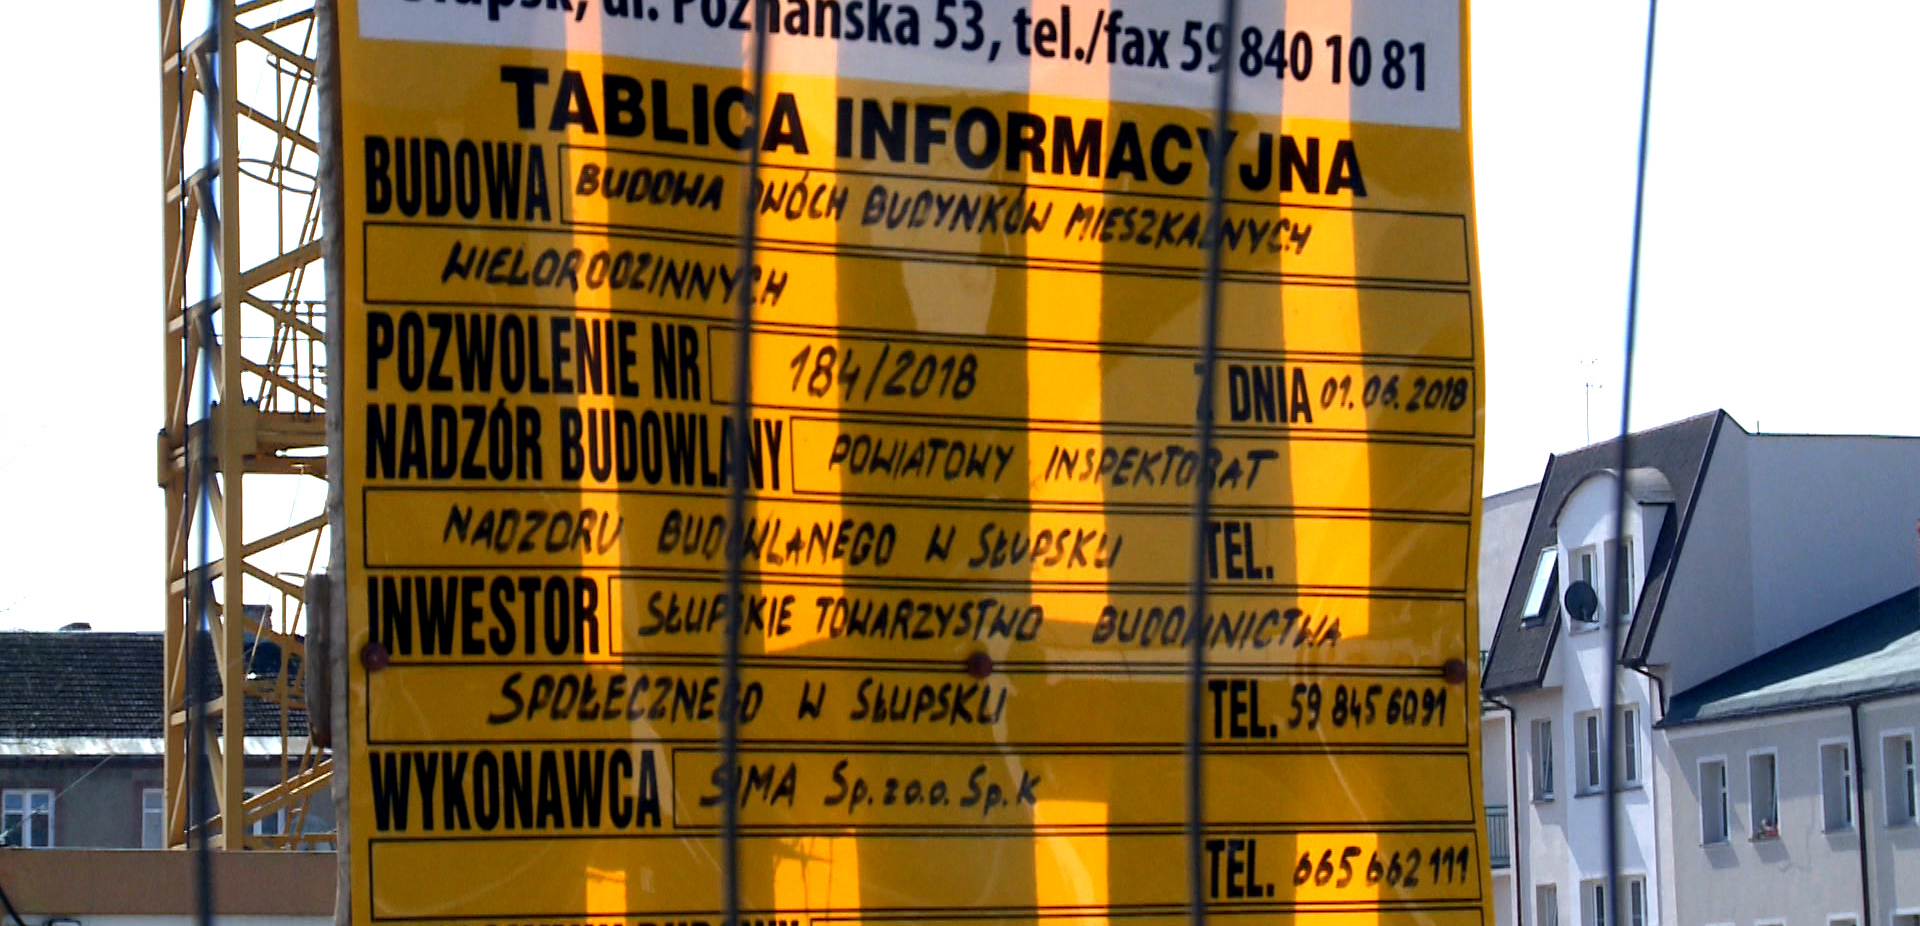 Słupsk, ul. Poznańska 53, tel./fax 59 840 10 81
TABLICA INFORMACYJNA
BUDOWA BUDOWA DWÓCH BUDYNKÓW MIESZKALNYCH
WIELORODZINNYCH
POZWOLENIE NR 184/2018 Z DNIA 01.06.2018
NADZÓR BUDOWLANY POWIATOWY INSPEKTORAT
NADZORU BUDOWLANEGO W SŁUPSKU TEL.
INWESTOR SŁUPSKIE TOWARZYSTWO BUDOWNICTWA
SPOŁECZNEGO W SŁUPSKU TEL. 59 845 6091
WYKONAWCA SIMA Sp. z o.o. Sp. K
TEL. 665 662 111